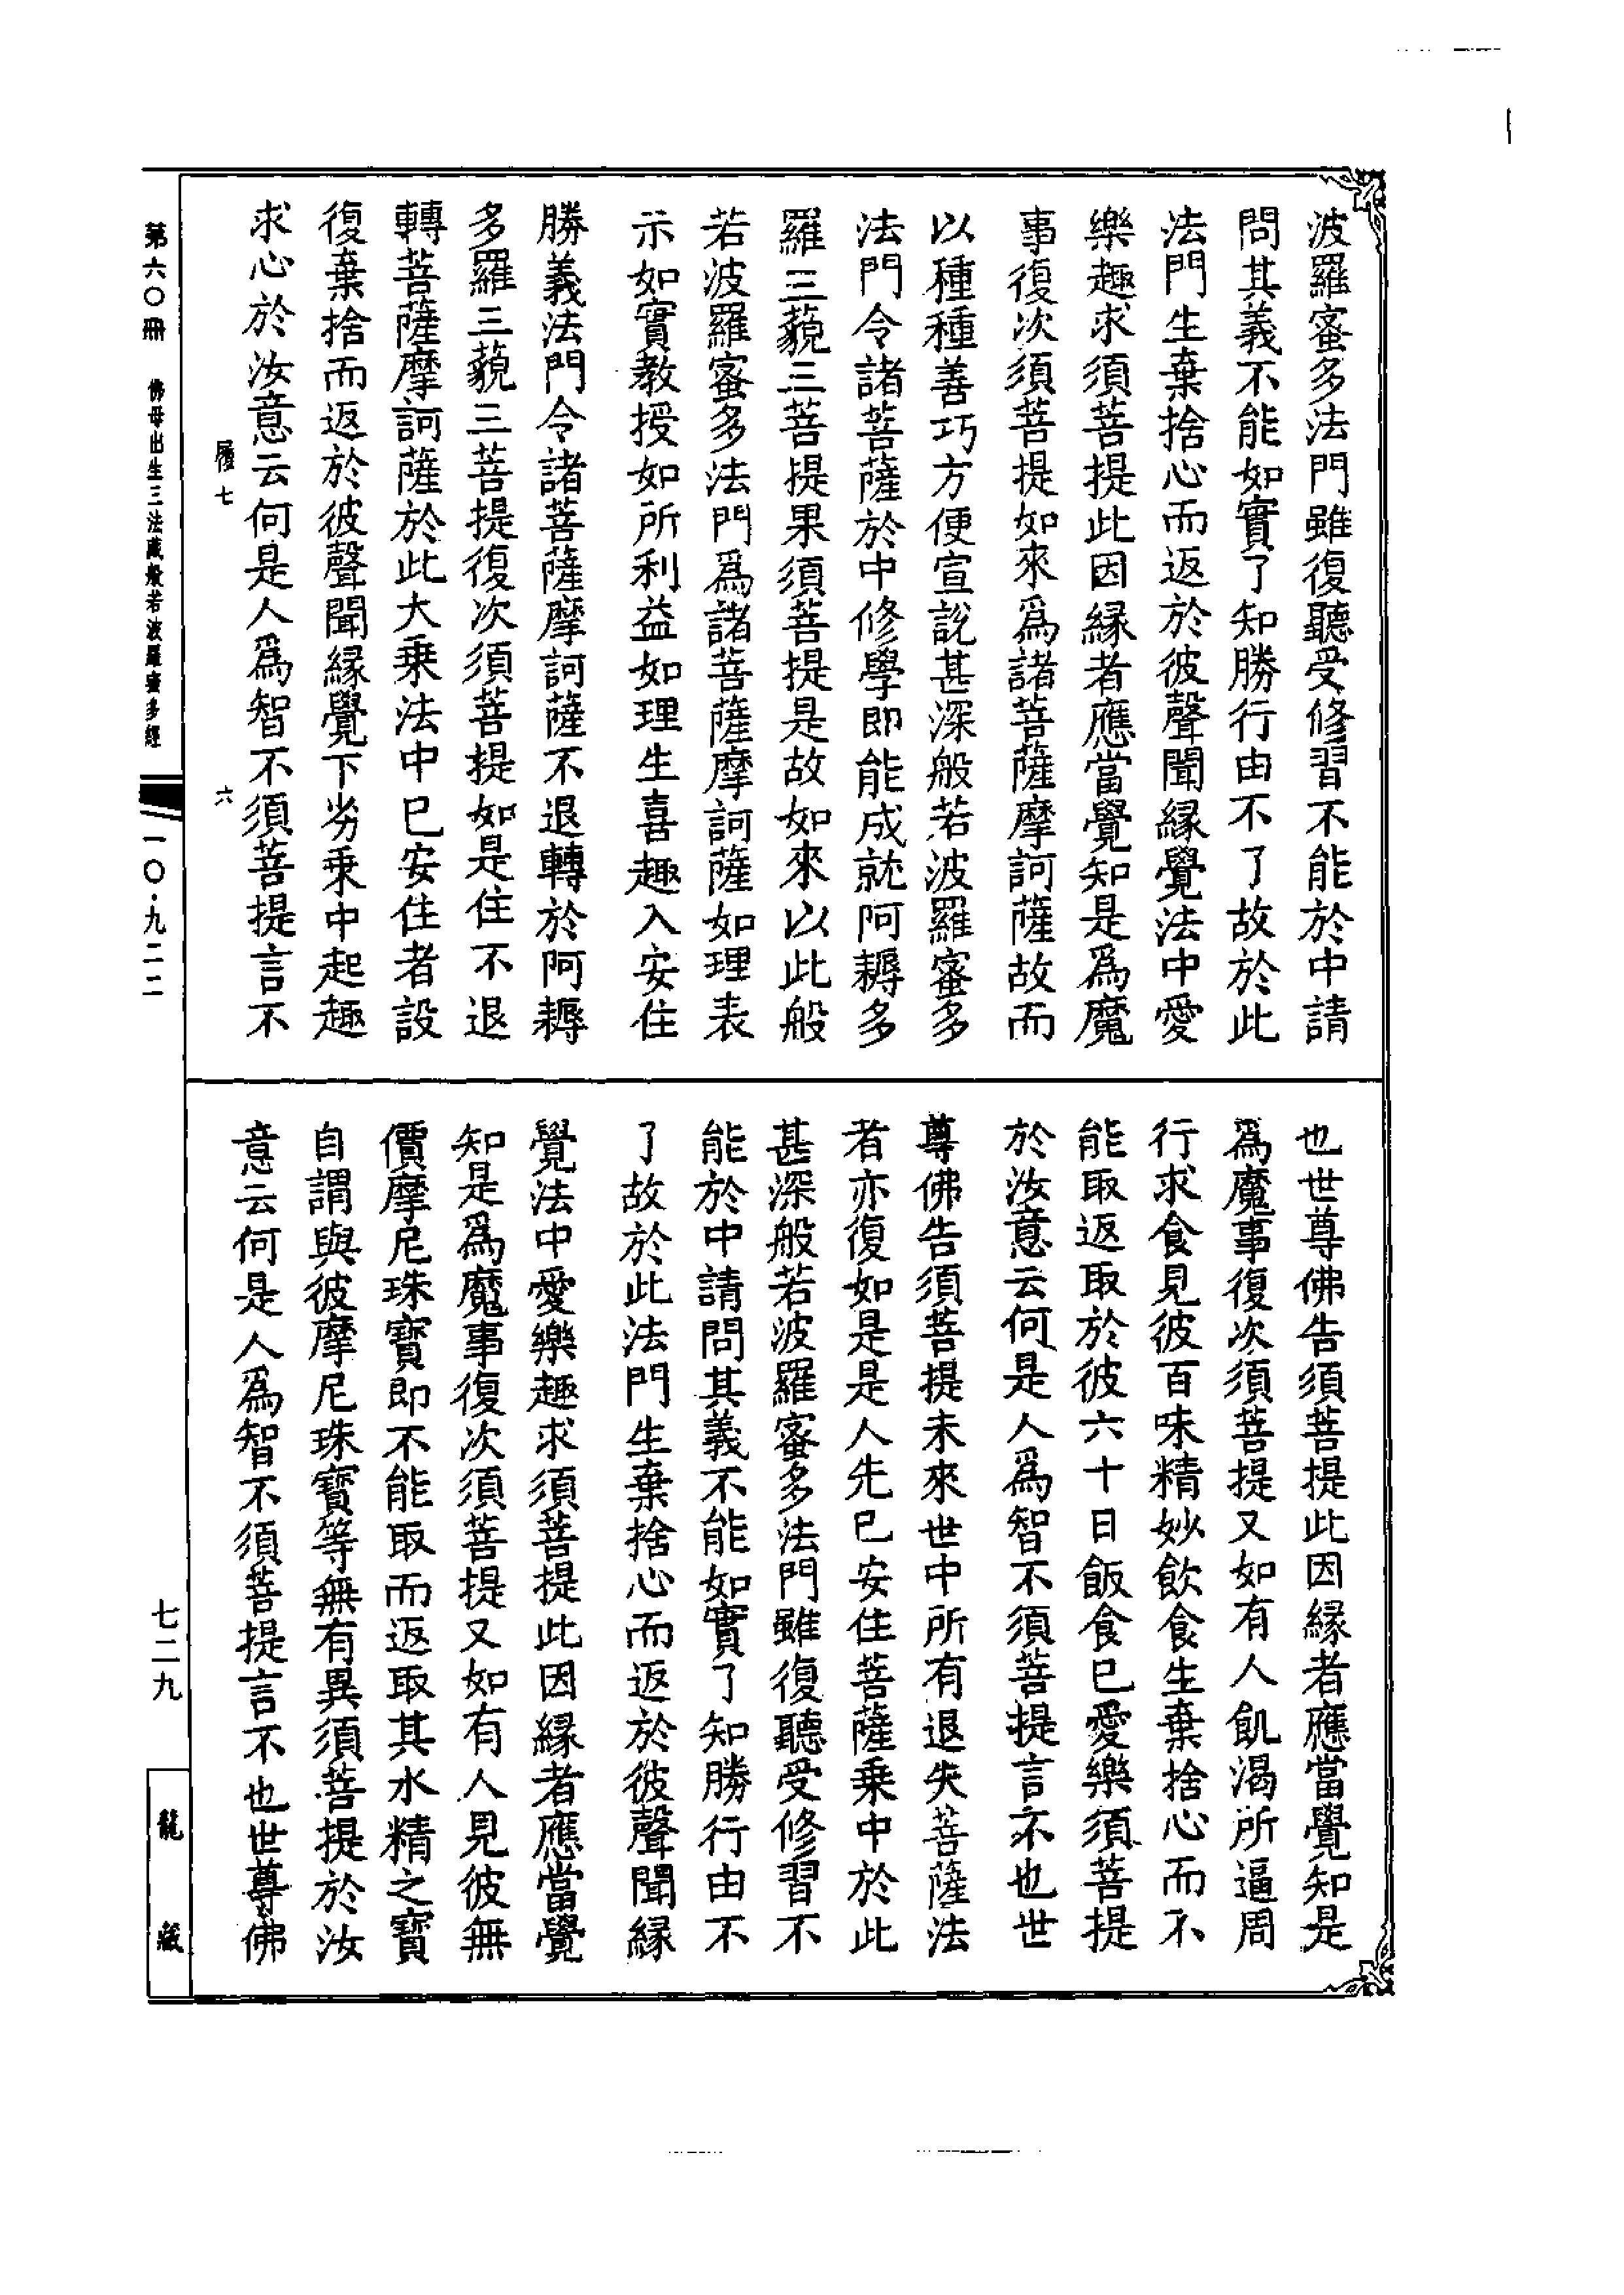 波羅蜜多法門雖復聽受修習不能於中請
問其義不能如實了知勝行由不了故於此
法門生棄捨心而返於彼聲聞緣覺法中愛
樂趣求須菩提此因緣者應當覺知是爲魔
事復次須菩提如來爲諸菩薩摩訶薩故而
以種種善巧方便宣說甚深般若波羅蜜多
法門令諸菩薩於中修學即能成就阿耨多
羅三藐三菩提果須菩提是故如來以此般
若波羅蜜多法門爲諸菩薩摩訶薩如理表
示如實教授如所利益如理生喜趣入安住
勝義法門令諸菩薩摩訶薩不退轉於阿耨
多羅三藐三菩提復次須菩提如是住不退
轉菩薩摩訶薩於此大乗法中已安住者設
復棄捨而返於彼聲聞緣覺下劣乗中起趣
求心於汝意云何是人爲智不須菩提言不
履七 六
也世尊佛告須菩提此因緣者應當覺知是
爲魔事復次須菩提又如有人飢渴所逼周
行求食見彼百味精妙飲食生棄捨心而不
能取返取於彼六十日飯食已愛樂須菩提
於汝意云何是人爲智不須菩提言不也世
尊佛告須菩提未來世中所有退失菩薩法
者亦復如是是人先已安住菩薩乗中於此
甚深般若波羅蜜多法門雖復聽受修習不
能於中請問其義不能如實了知勝行由不
了故於此法門生棄捨心而返於彼聲聞緣
覺法中愛樂趣求須菩提此因緣者應當覺
知是爲魔事復次須菩提又如有人見彼無
價摩尼珠寶即不能取而返取其水精之寶
自謂與彼摩尼珠寶等無有異須菩提於汝
意云何是人爲智不須菩提言不也世尊佛
第六〇冊 佛母出生三法藏般若波羅蜜多經 一〇·九二二
七二九
龍藏